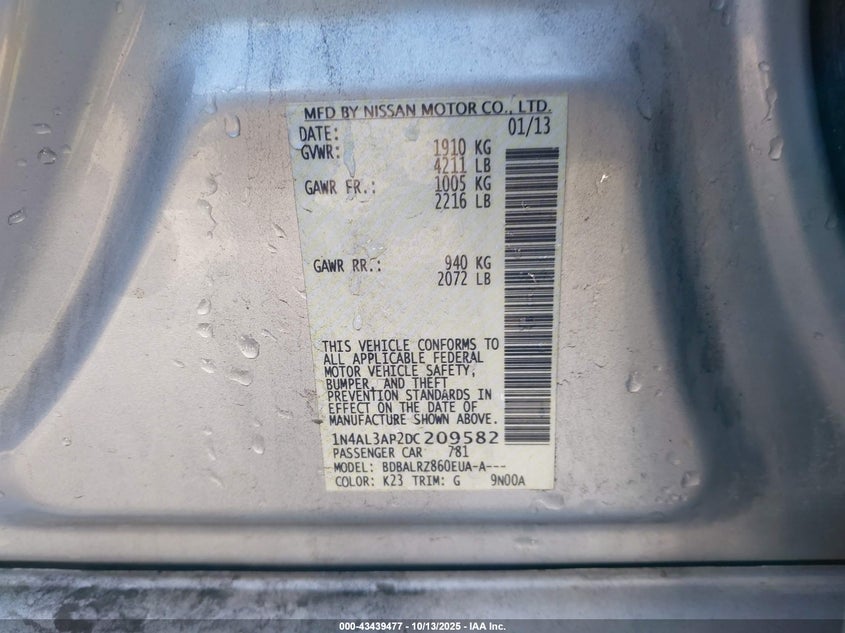 MFD BY NISSAN MOTOR CO., LTD.
DATE: 01/13
GVWR: 1910 KG
4211 LB
GAWR FR.: 1005 KG
2216 LB
GAWR RR.: 940 KG
2072 LB
THIS VEHICLE CONFORMS TO
ALL APPLICABLE FEDERAL
MOTOR VEHICLE SAFETY,
BUMPER, AND THEFT
PREVENTION STANDARDS IN
EFFECT ON THE DATE OF
MANUFACTURE SHOWN ABOVE.
1N4AL3AP2DC209582
PASSENGER CAR 781
MODEL: BDBALRZ860EUA-A---
COLOR: K23 TRIM: G 9N00A
000-43439477 | 10/13/2025 - IAA Inc.